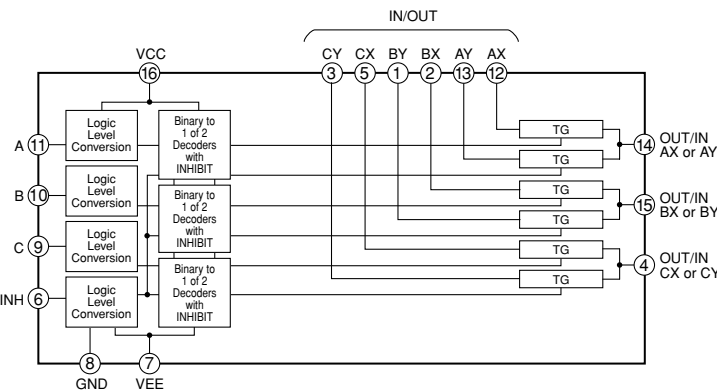 IN/OUT
VCC
CY CX BY BX AY AX
16
3 5 1 2 13 12
Logic
Level
Conversion
Binary to
1 of 2
Decoders
with
INHIBIT
TG
A 11
14 OUT/IN
AX or AY
TG
Logic
Level
Conversion
Binary to
1 of 2
Decoders
with
INHIBIT
TG
B 10
15 OUT/IN
BX or BY
TG
Logic
Level
Conversion
Binary to
1 of 2
Decoders
with
INHIBIT
TG
C 9
4 OUT/IN
CX or CY
TG
INH 6
Logic
Level
Conversion
8 7
GND VEE